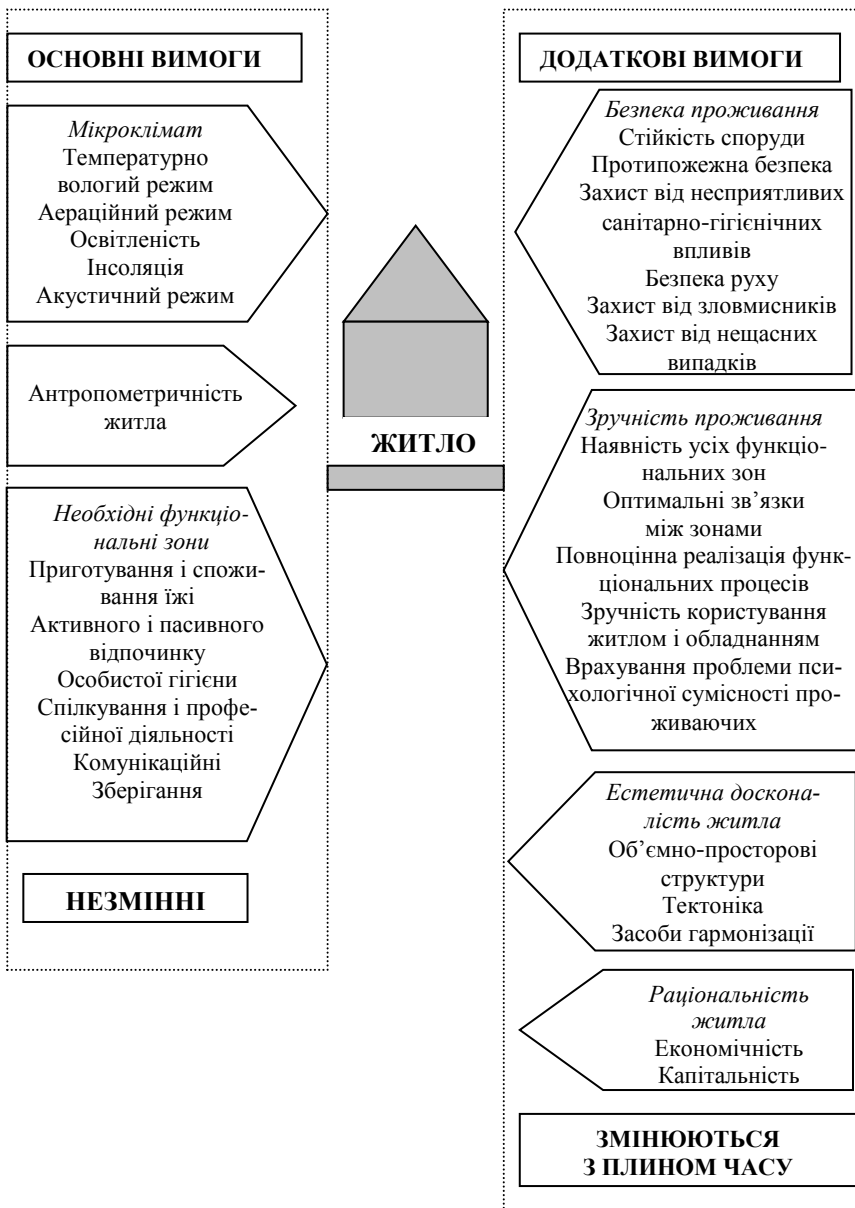 ОСНОВНІ ВИМОГИ
Мікроклімат
Температурно
вологий режим
Аераційний режим
Освітленість
Інсоляція
Акустичний режим
Антропометричність
житла
Необхідні функціо-
нальні зони
Приготування і спожи-
вання їжі
Активного і пасивного
відпочинку
Особистої гігієни
Спілкування і профе-
сійної діяльності
Комунікаційні
Зберігання
НЕЗМІННІ
ЖИТЛО
ДОДАТКОВІ ВИМОГИ
Безпека проживання
Стійкість споруди
Протипожежна безпека
Захист від несприятливих
санітарно-гігієнічних
впливів
Безпека руху
Захист від зловмисників
Захист від нещасних
випадків
Зручність проживання
Наявність усіх функціо-
нальних зон
Оптимальні зв’язки
між зонами
Повноцінна реалізація функ-
ціональних процесів
Зручність користування
житлом і обладнанням
Врахування проблеми пси-
хологічної сумісності про-
живаючих
Естетична доскона-
лість житла
Об’ємно-просторові
структури
Тектоніка
Засоби гармонізації
Раціональність
житла
Економічність
Капітальність
ЗМІНЮЮТЬСЯ
З ПЛИНОМ ЧАСУ